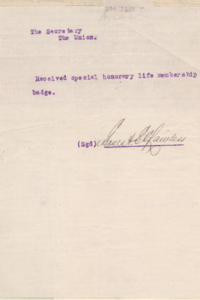 The Secretary
The Union.
Received special honorary life membership
badge.
(Sgd)